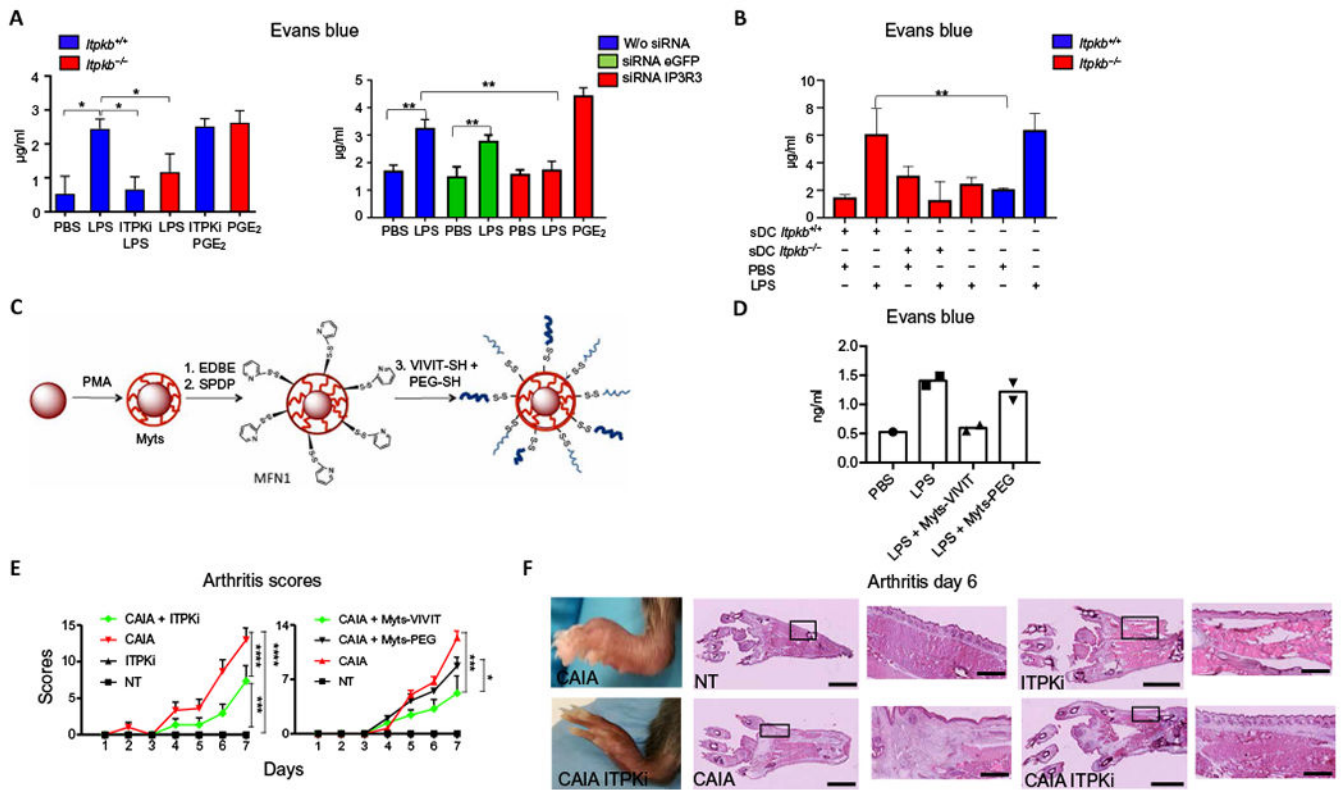 A
Evans blue
Itpkb+/+
Itpkb−/−
W/o siRNA
siRNA eGFP
siRNA IP3R3
µg/ml
4
3
2
1
0
* * *
PBS LPS ITPKi LPS LPS ITPKi PGE2 PGE2
µg/ml
5
4
3
2
1
0
** ** **
PBS LPS PBS LPS PBS LPS PGE2
B
Evans blue
Itpkb+/+
Itpkb−/−
µg/ml
10
8
6
4
2
0
**
sDC Itpkb+/+ + + − − − − −
sDC Itpkb−/− − − + + − − −
PBS + − + − − + −
LPS − + − + + − +
C
PMA
Myts
1. EDBE
2. SPDP
MFN1
3. VIVIT-SH +
PEG-SH
D
Evans blue
ng/ml
2.0
1.5
1.0
0.5
0.0
PBS
LPS
LPS + Myts-VIVIT
LPS + Myts-PEG
E
Arthritis scores
CAIA + ITPKi
CAIA
ITPKi
NT
CAIA + Myts-VIVIT
CAIA + Myts-PEG
CAIA
NT
Scores
15
10
5
0
1 2 3 4 5 6 7
**** *** ****
14
7
0
1 2 3 4 5 6 7
*** *
Days
F
Arthritis day 6
CAIA
NT
ITPKi
CAIA ITPKi
CAIA
CAIA ITPKi